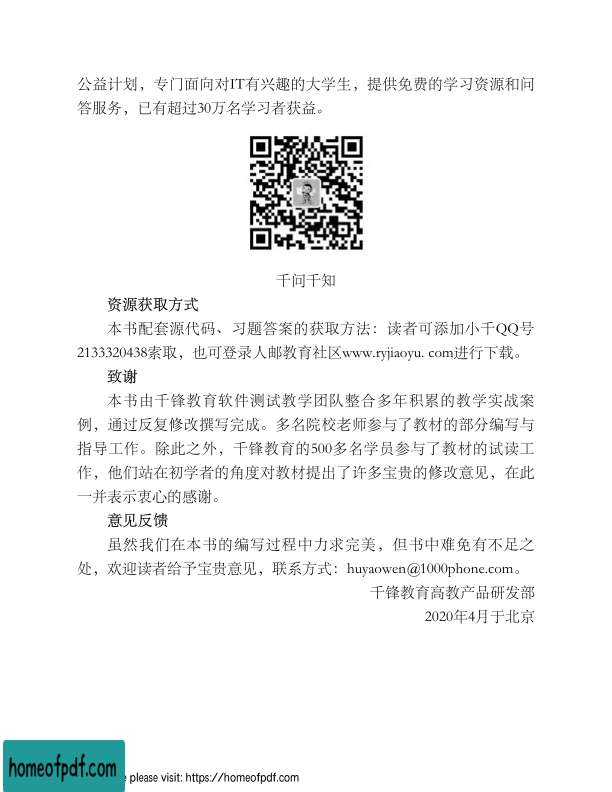 公益计划，专门面向对IT有兴趣的大学生，提供免费的学习资源和问
答服务，已有超过30万名学习者获益。
千问千知
资源获取方式
本书配套源代码、习题答案的获取方法：读者可添加小千QQ号
2133320438索取，也可登录人邮教育社区www.ryjiaoyu. com进行下载。
致谢
本书由千锋教育软件测试教学团队整合多年积累的教学实战案
例，通过反复修改撰写完成。多名院校老师参与了教材的部分编写与
指导工作。除此之外，千锋教育的500多名学员参与了教材的试读工
作，他们站在初学者的角度对教材提出了许多宝贵的修改意见，在此
一并表示衷心的感谢。
意见反馈
虽然我们在本书的编写过程中力求完美，但书中难免有不足之
处，欢迎读者给予宝贵意见，联系方式：huyaowen@1000phone.com。
千锋教育高教产品研发部
2020年4月于北京
homeofpdf.com
e please visit: https://homeofpdf.com